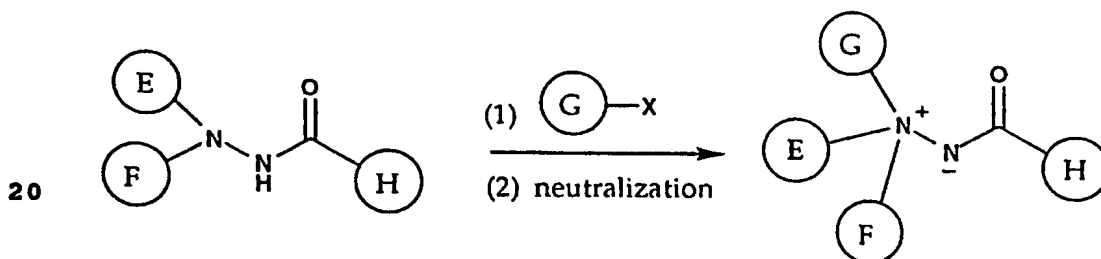 G
O
E
(1) G-X
G
O
N
N+
F
N
H
H
E
N
-
H
20
(2) neutralization
F